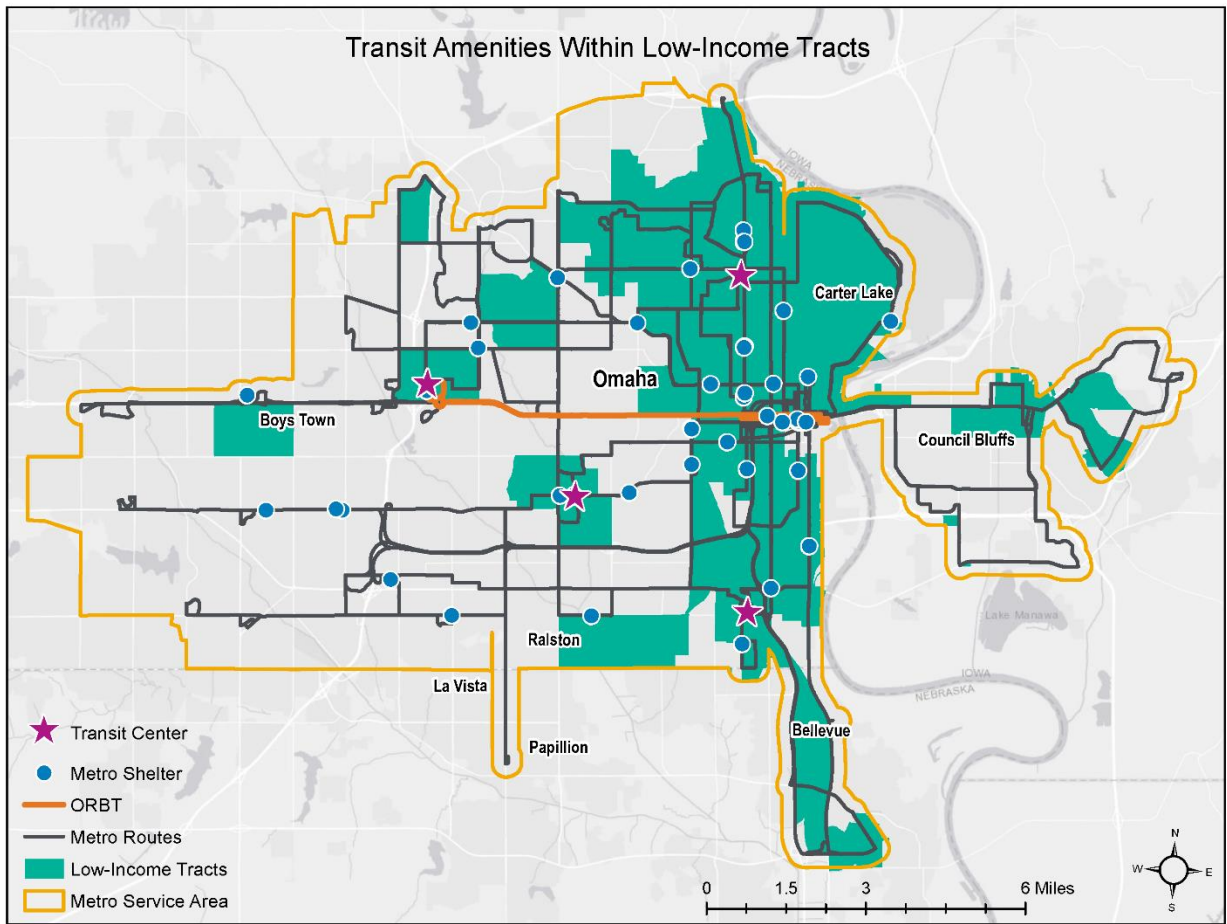 Transit Amenities Within Low-Income Tracts
IOWA
NEBRASKA
Carter Lake
Omaha
Boys Town
Council Bluffs
Lake Manawa
Ralston
La Vista
IOWA
NEBRASKA
Bellevue
Papillion
Transit Center
Metro Shelter
ORBT
Metro Routes
Low-Income Tracts
Metro Service Area
0 1.5 3 6 Miles
N
W E
S